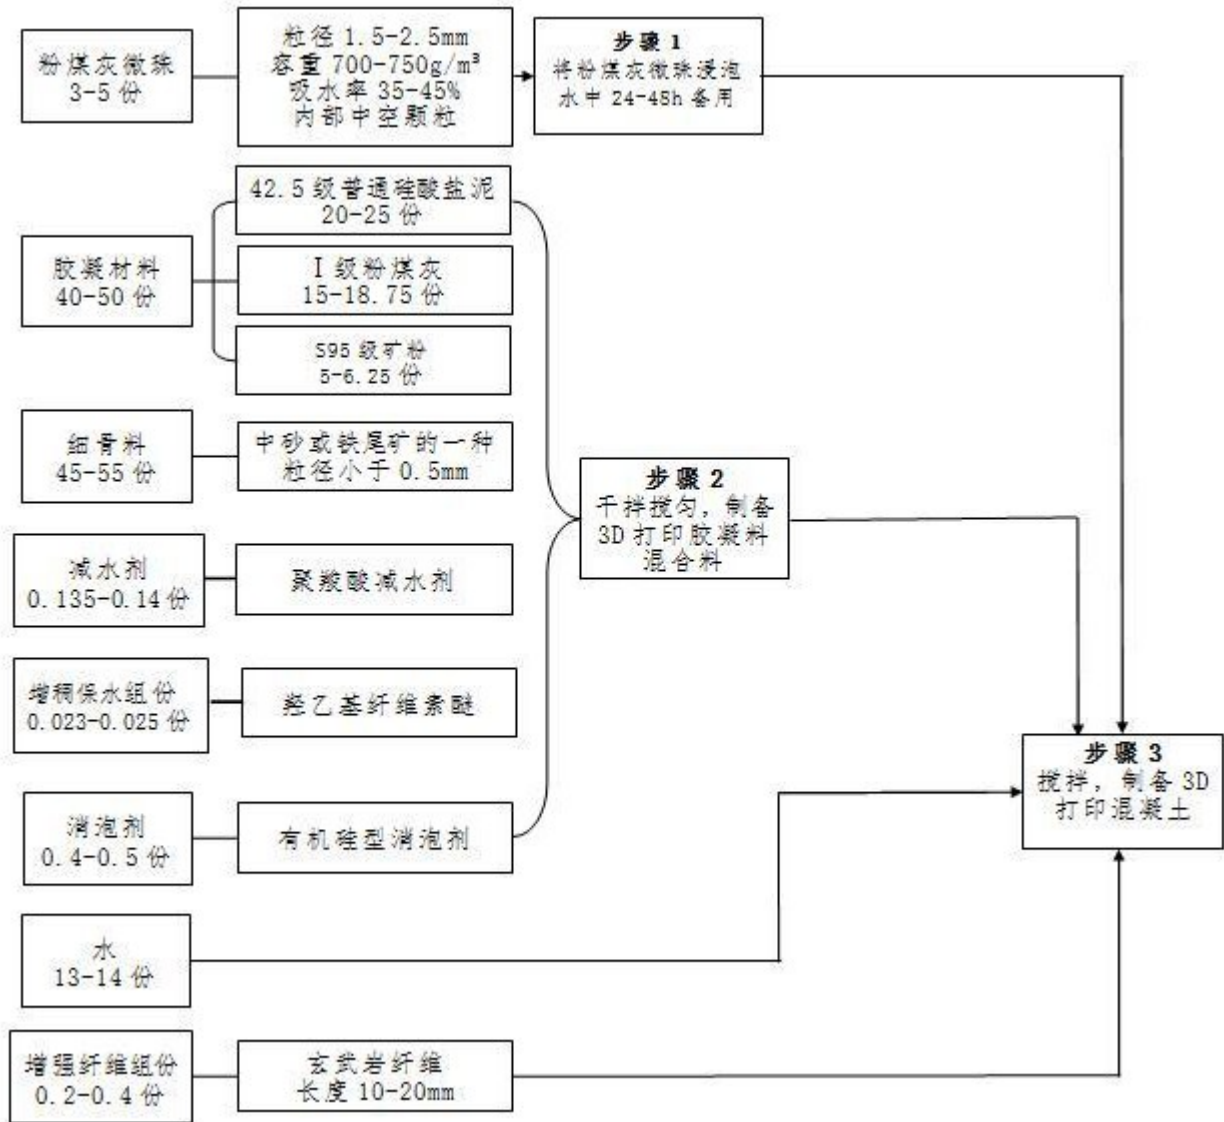 粉煤灰微珠
3-5 份
粒径 1.5-2.5mm
容重 700-750g/m³
吸水率 35-45%
内部中空颗粒
步骤 1
将粉煤灰微珠浸泡
水中 24-48h 备用
胶凝材料
40-50 份
42.5 级普通硅酸盐泥
20-25 份
I 级粉煤灰
15-18.75 份
S95 级矿粉
5-6.25 份
细骨料
45-55 份
中砂或铁尾矿的一种
粒径小于 0.5mm
步骤 2
干拌搅匀，制备
3D 打印胶凝料
混合料
减水剂
0.135-0.14 份
聚羧酸减水剂
增稠保水组份
0.023-0.025 份
羟乙基纤维素醚
步骤 3
搅拌，制备 3D
打印混凝土
消泡剂
0.4-0.5 份
有机硅型消泡剂
水
13-14 份
增强纤维组份
0.2-0.4 份
玄武岩纤维
长度 10-20mm